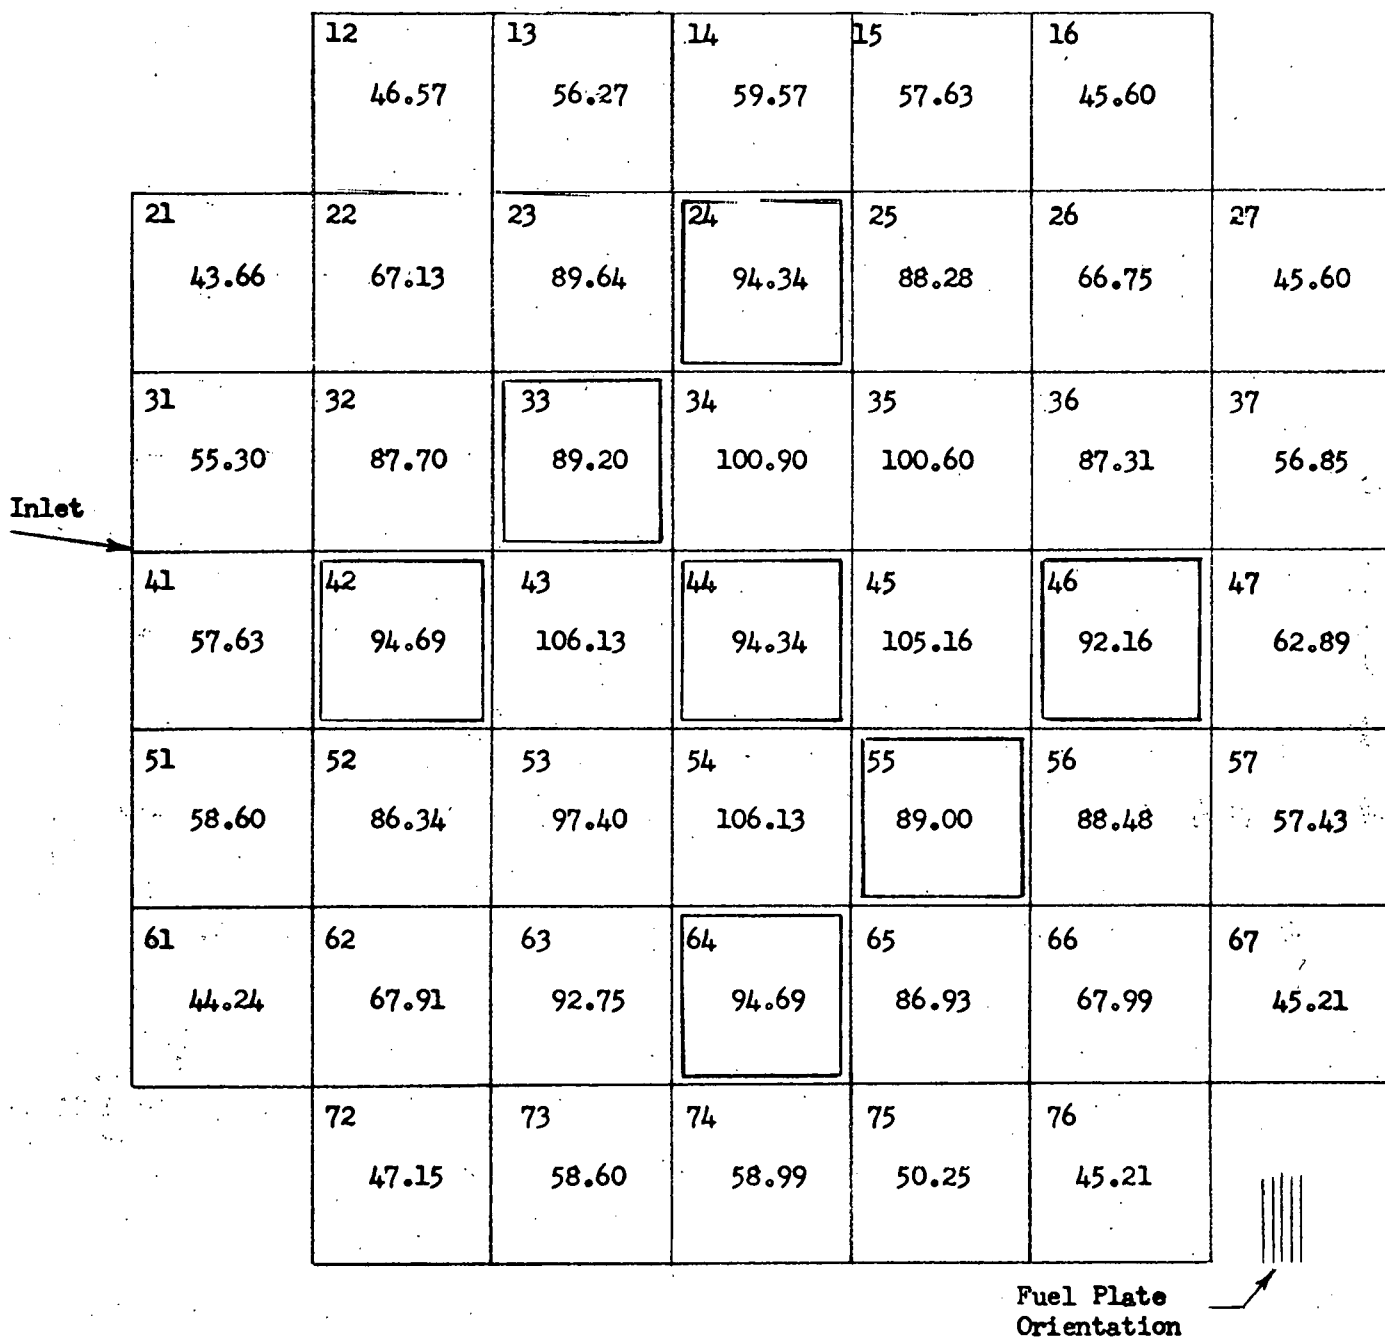 12 13 14 15 16
46.57 56.27 59.57 57.63 45.60
21 22 23 24 25 26 27
43.66 67.13 89.64 94.34 88.28 66.75 45.60
31 32 33 34 35 36 37
55.30 87.70 89.20 100.90 100.60 87.31 56.85
Inlet
41 42 43 44 45 46 47
57.63 94.69 106.13 94.34 105.16 92.16 62.89
51 52 53 54 55 56 57
58.60 86.34 97.40 106.13 89.00 88.48 57.43
61 62 63 64 65 66 67
44.24 67.91 92.75 94.69 86.93 67.99 45.21
72 73 74 75 76
47.15 58.60 58.99 50.25 45.21
Fuel Plate
Orientation